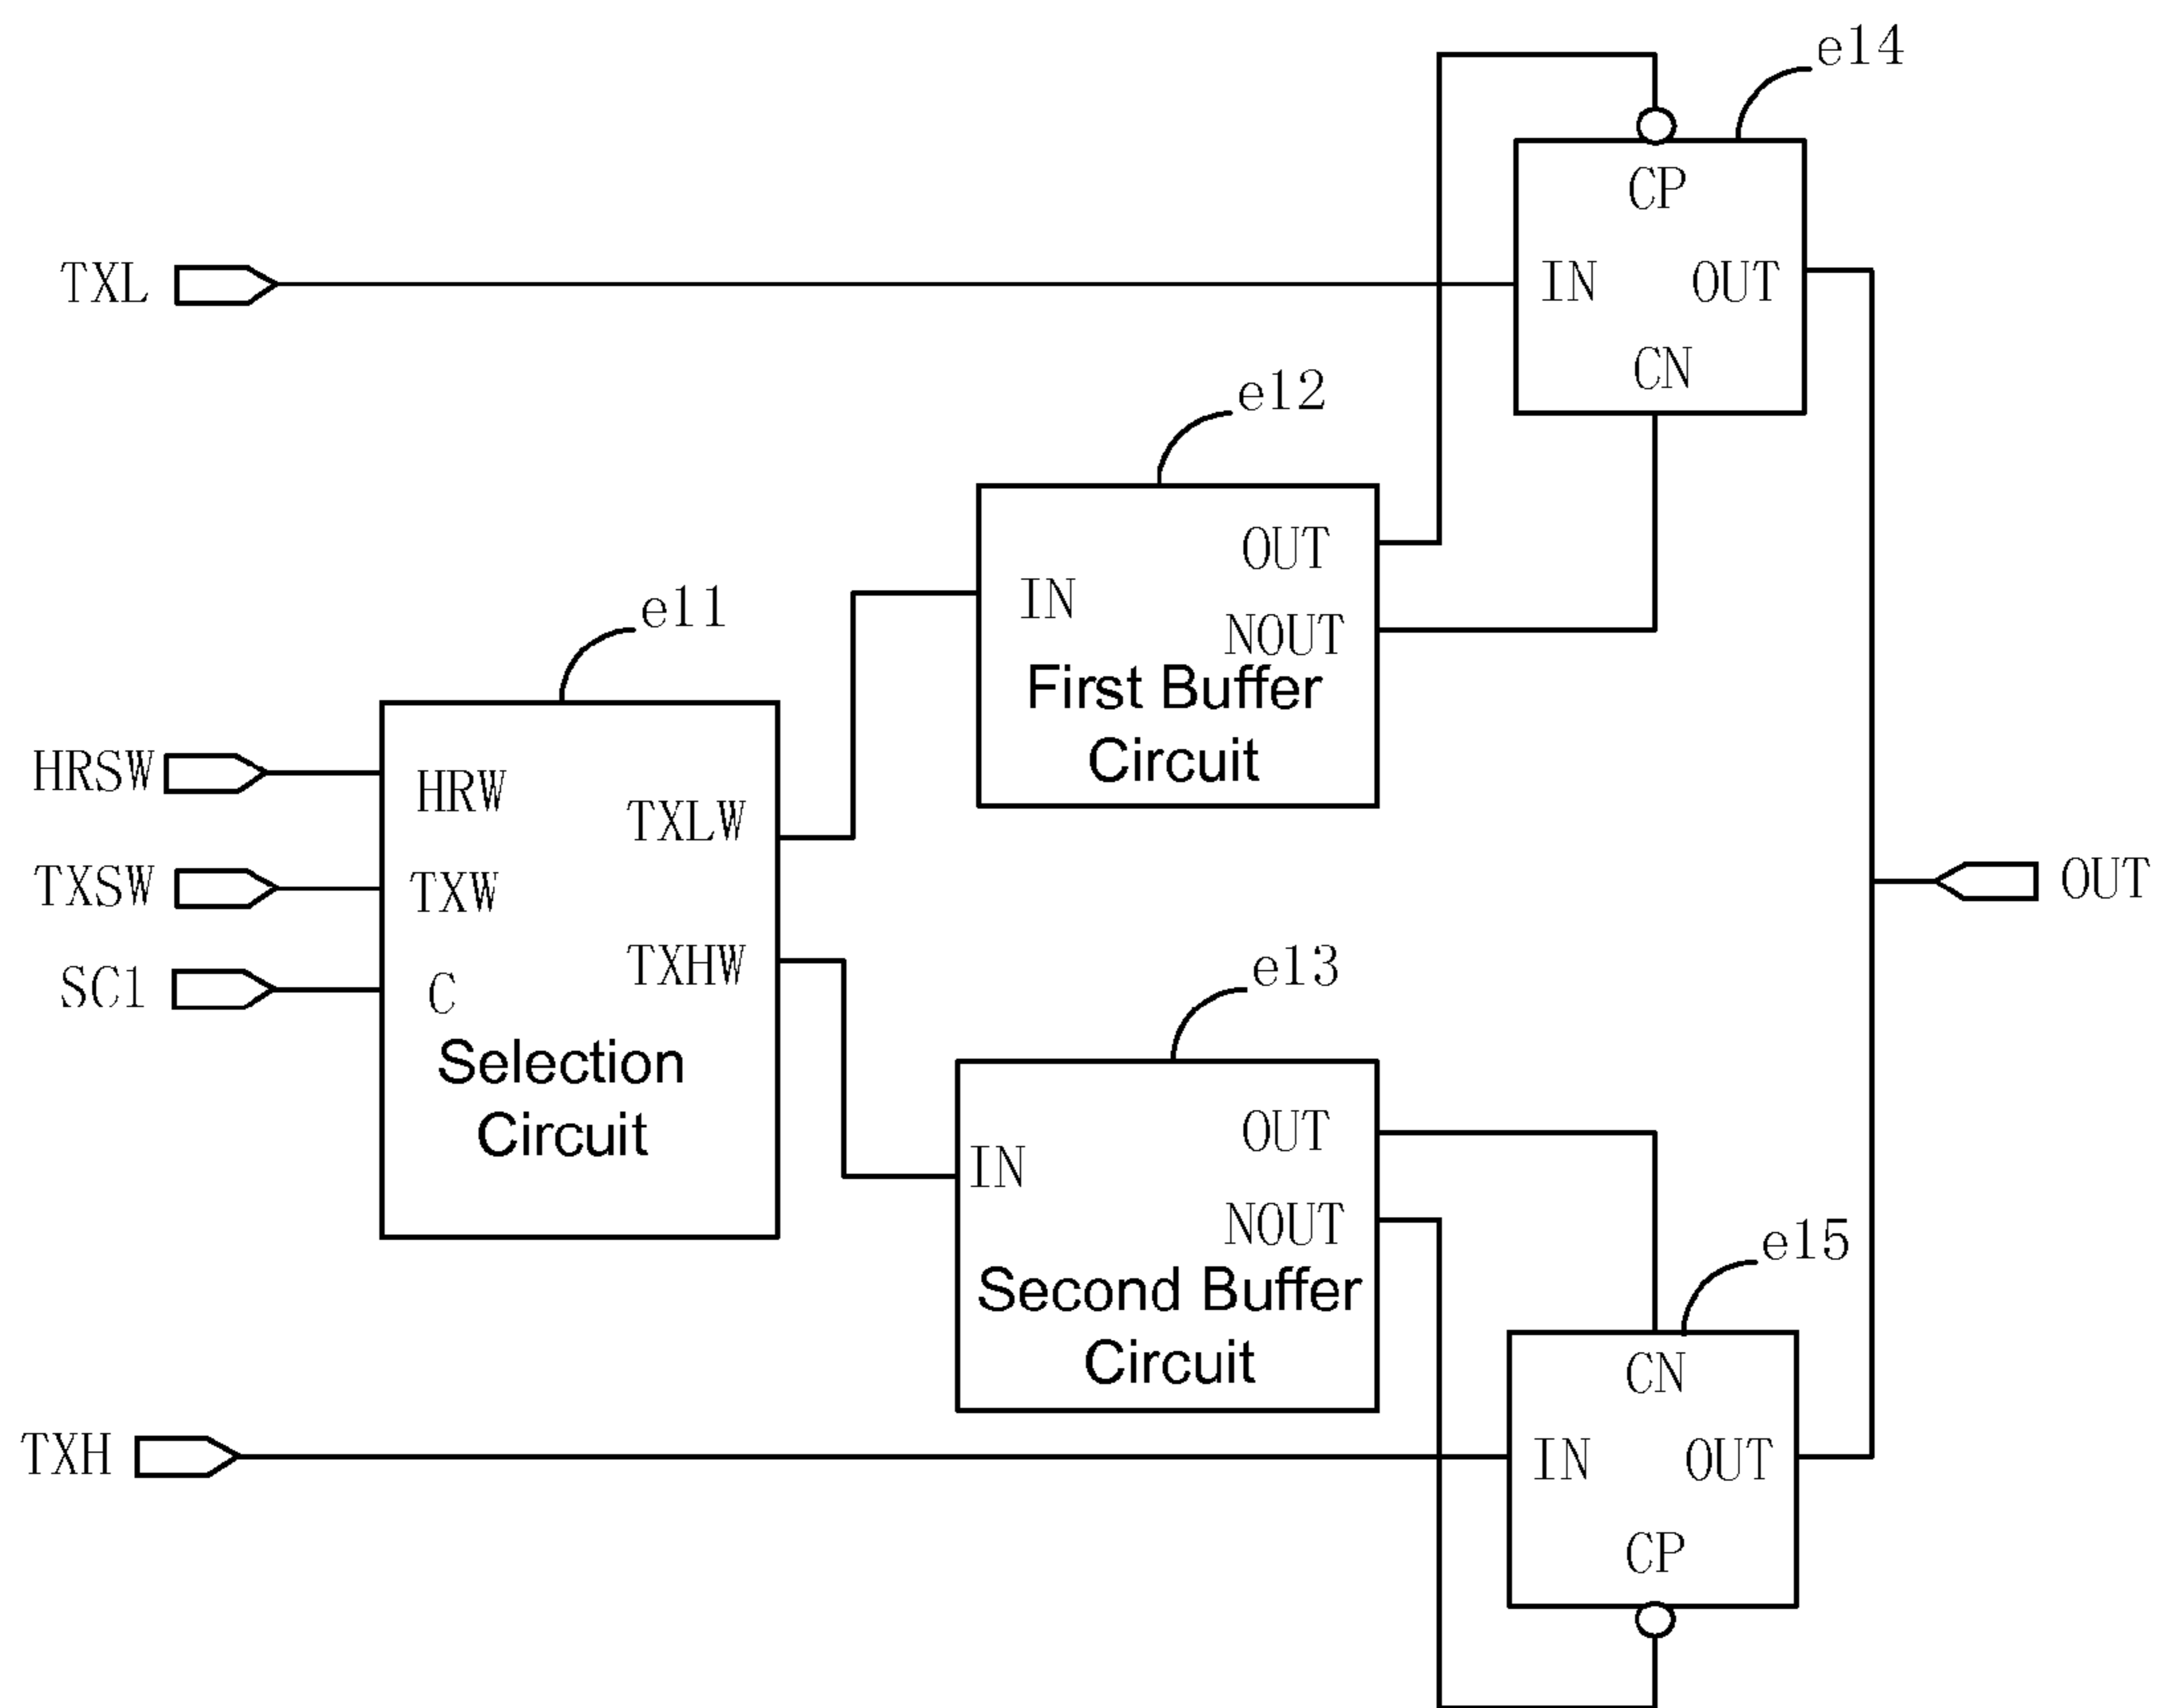 e14
CP
TXL
IN
OUT
CN
e12
OUT
IN
NOUT
First Buffer
Circuit
e11
HRSW
HRW
TXLW
TXSW
TXW
OUT
TXHW
SC1
C
Selection
Circuit
e13
OUT
IN
NOUT
Second Buffer
Circuit
e15
CN
TXH
IN
OUT
CP